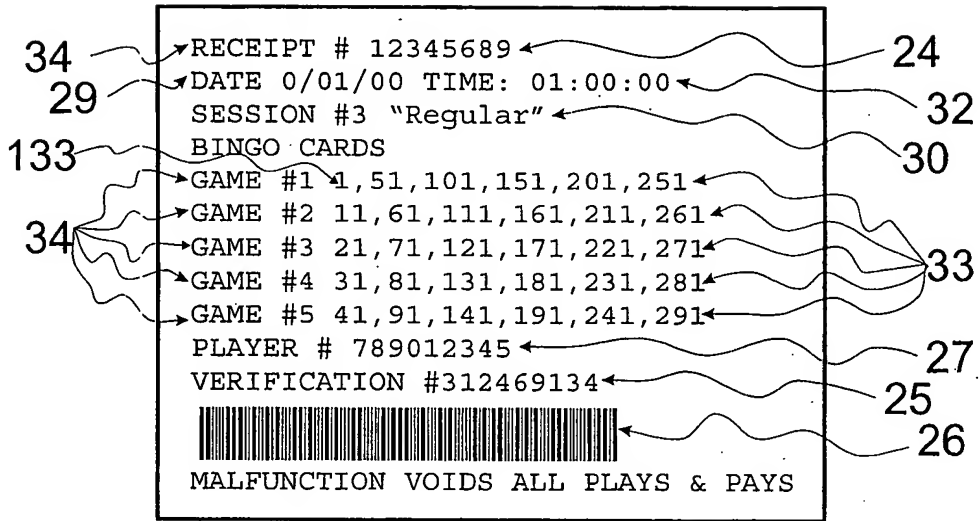 34 RECEIPT # 12345689 24
29 DATE 0/01/00 TIME: 01:00:00 32
SESSION #3 “Regular” 30
BINGO CARDS
133
GAME #1 1,51,101,151,201,251
GAME #2 11,61,111,161,211,261
34 GAME #3 21,71,121,171,221,271 33
GAME #4 31,81,131,181,231,281
GAME #5 41,91,141,191,241,291
PLAYER # 789012345 27
VERIFICATION #312469134 25
26
MALFUNCTION VOIDS ALL PLAYS & PAYS